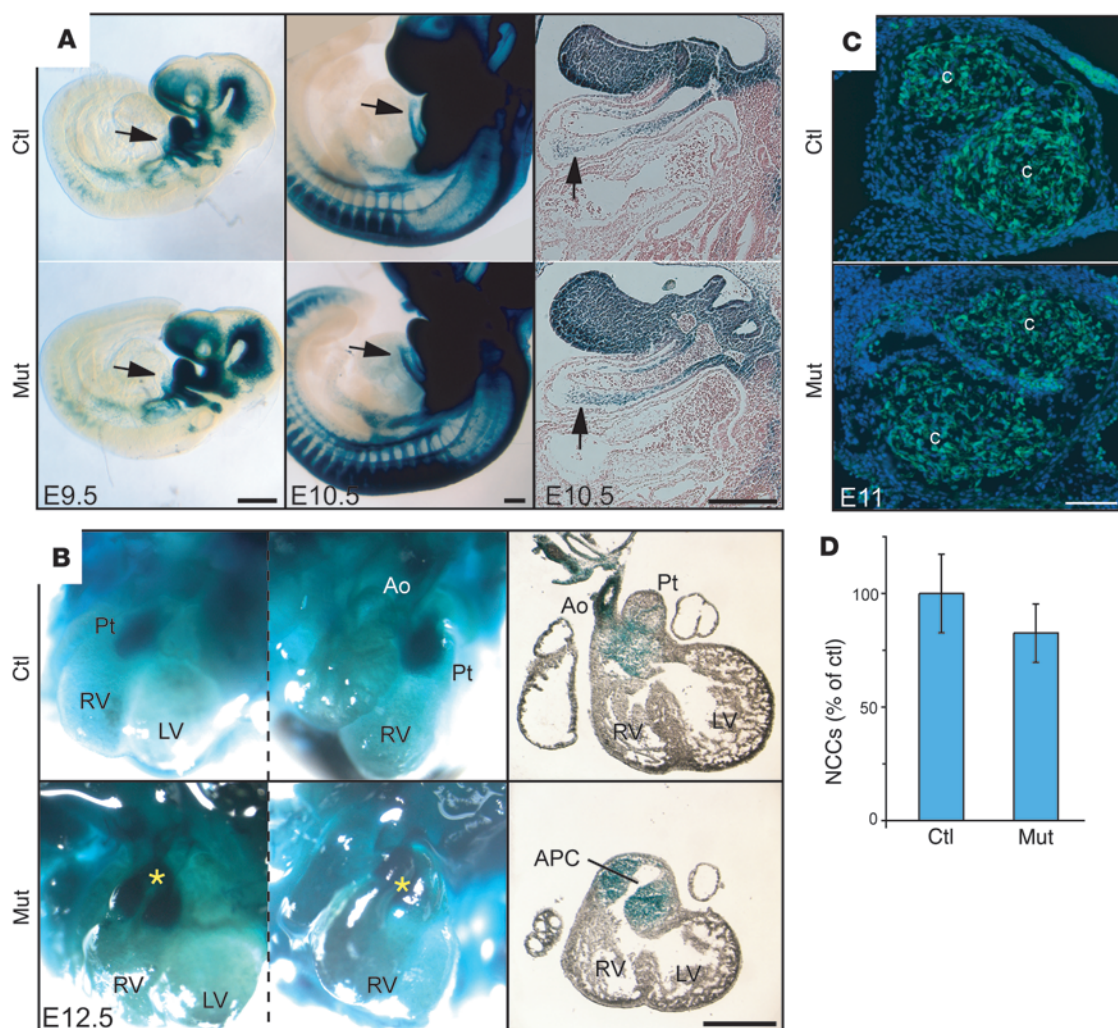 A
Ctl
Mut
E9.5
E10.5
E10.5
C
Ctl
c
c
Mut
c
c
E11
B
Ctl
Pt
RV
LV
Ao
Pt
RV
Ao
Pt
RV
LV
Mut
*
RV
LV
E12.5
*
RV
APC
RV
LV
D
NCCs (% of ctl)
100
50
0
Ctl
Mut